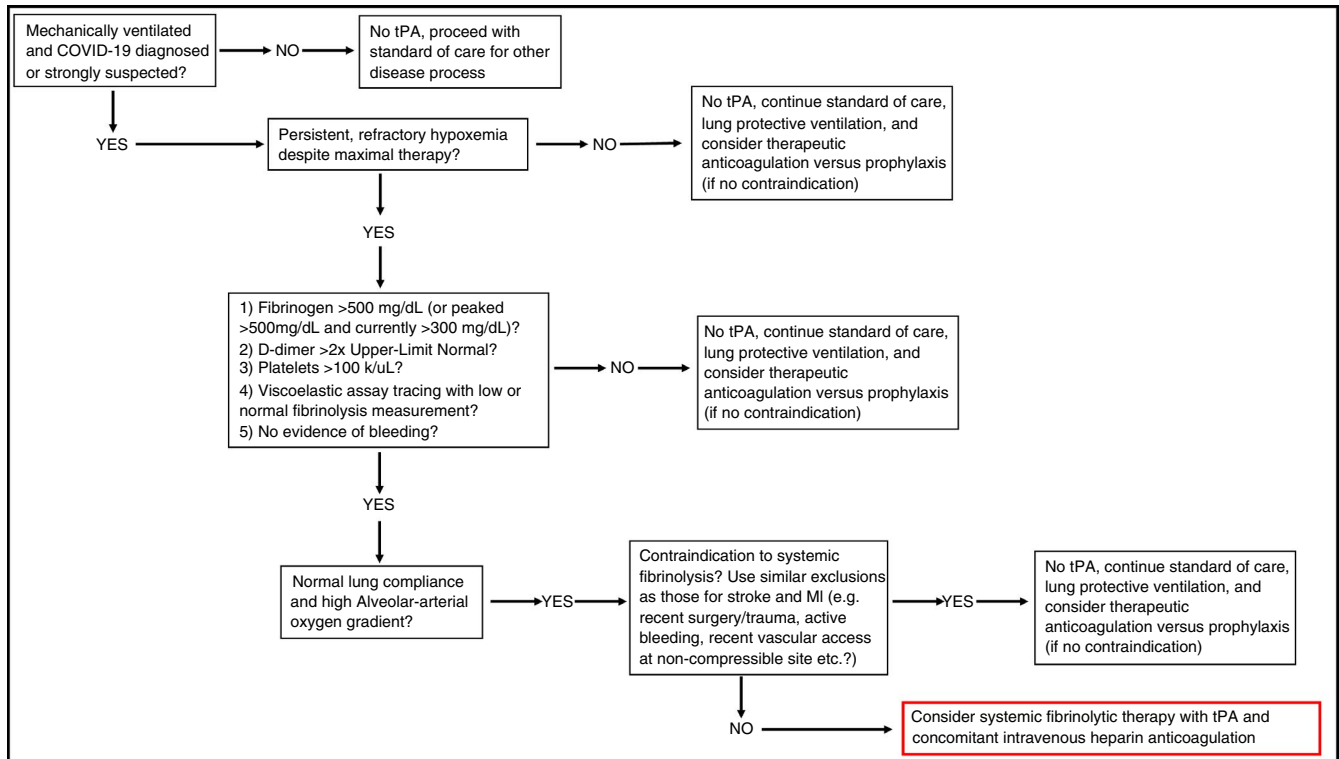 Mechanically ventilated
and COVID-19 diagnosed
or strongly suspected?
NO
No tPA, proceed with
standard of care for other
disease process
YES
Persistent, refractory hypoxemia
despite maximal therapy?
NO
No tPA, continue standard of care,
lung protective ventilation, and
consider therapeutic
anticoagulation versus prophylaxis
(if no contraindication)
YES
1) Fibrinogen >500 mg/dL (or peaked
>500mg/dL and currently >300 mg/dL)?
2) D-dimer >2x Upper-Limit Normal?
3) Platelets >100 k/uL?
4) Viscoelastic assay tracing with low or
normal fibrinolysis measurement?
5) No evidence of bleeding?
NO
No tPA, continue standard of care,
lung protective ventilation, and
consider therapeutic
anticoagulation versus prophylaxis
(if no contraindication)
YES
Normal lung compliance
and high Alveolar-arterial
oxygen gradient?
YES
Contraindication to systemic
fibrinolysis? Use similar exclusions
as those for stroke and MI (e.g.
recent surgery/trauma, active
bleeding, recent vascular access
at non-compressible site etc.?)
YES
No tPA, continue standard of care,
lung protective ventilation, and
consider therapeutic
anticoagulation versus prophylaxis
(if no contraindication)
NO
Consider systemic fibrinolytic therapy with tPA and
concomitant intravenous heparin anticoagulation